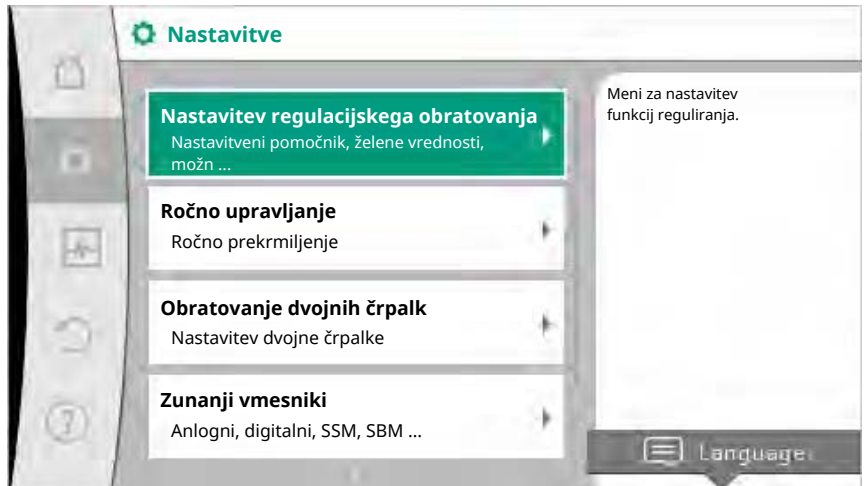 Nastavitve
Nastavitev regulacijskega obratovanja
Nastavitveni pomočnik, želene vrednosti,
možn ...
Ročno upravljanje
Ročno prekrmiljenje
Obratovanje dvojnih črpalk
Nastavitev dvojne črpalke
Zunanji vmesniki
Anlogni, digitalni, SSM, SBM ...
Meni za nastavitev
funkcij reguliranja.
Language